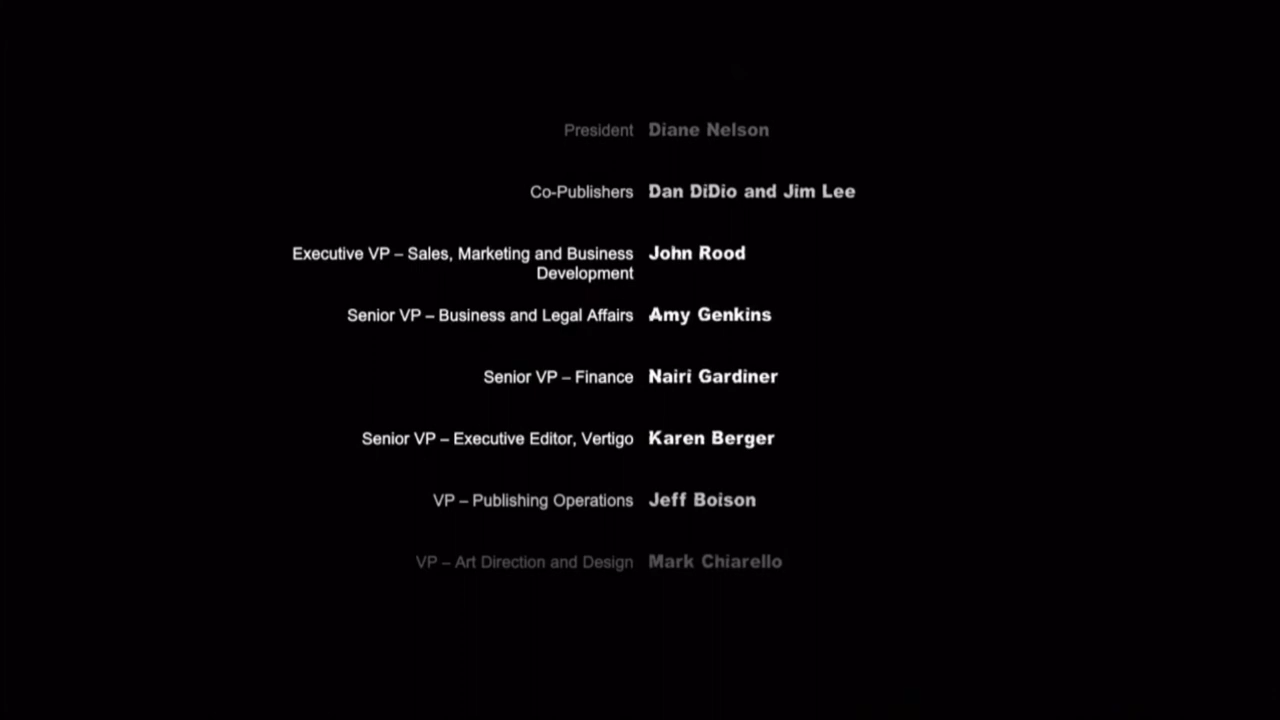 President Diane Nelson
Co-Publishers Dan DiDio and Jim Lee
Executive VP – Sales, Marketing and Business John Rood
Development
Senior VP – Business and Legal Affairs Amy Genkins
Senior VP – Finance Nairi Gardiner
Senior VP – Executive Editor, Vertigo Karen Berger
VP – Publishing Operations Jeff Boison
VP – Art Direction and Design Mark Chiarello